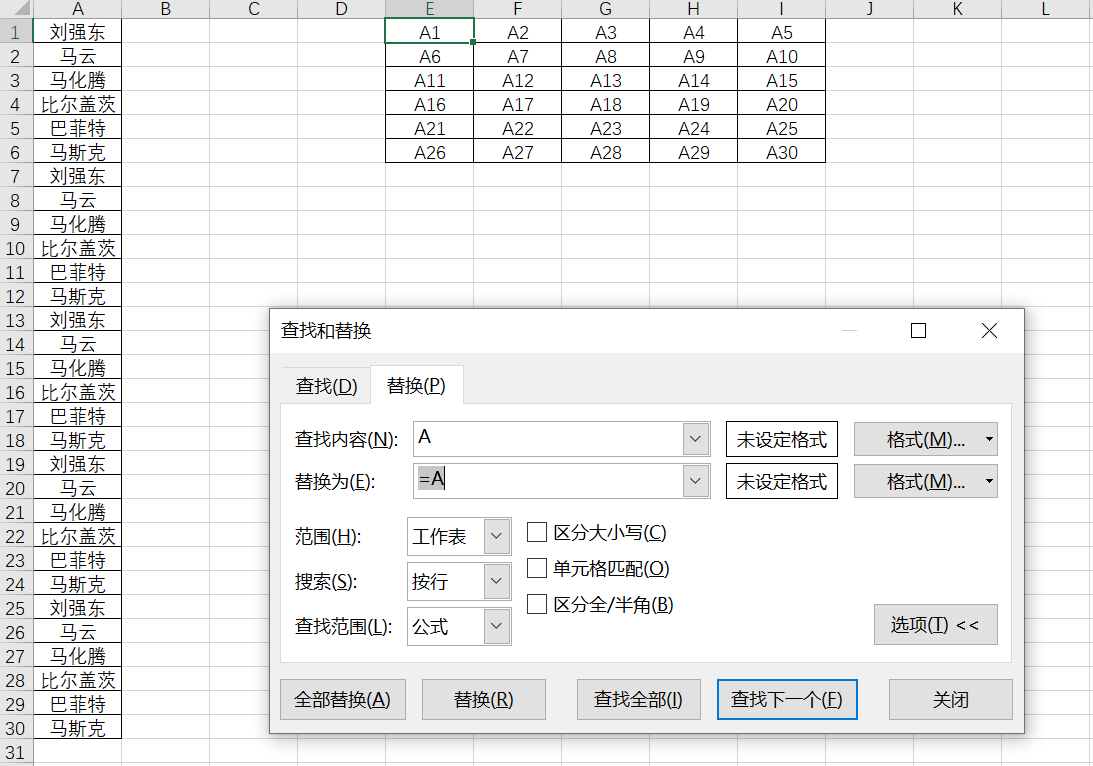 A B C D E F G H I J K L
1 刘强东 A1 A2 A3 A4 A5
2 马云 A6 A7 A8 A9 A10
3 马化腾 A11 A12 A13 A14 A15
4 比尔盖茨 A16 A17 A18 A19 A20
5 巴菲特 A21 A22 A23 A24 A25
6 马斯克 A26 A27 A28 A29 A30
7 刘强东
8 马云
9 马化腾
10 比尔盖茨
11 巴菲特
12 马斯克
13 刘强东
14 马云
15 马化腾
16 比尔盖茨
17 巴菲特
18 马斯克
19 刘强东
20 马云
21 马化腾
22 比尔盖茨
23 巴菲特
24 马斯克
25 刘强东
26 马云
27 马化腾
28 比尔盖茨
29 巴菲特
30 马斯克
31
查找和替换
查找(D) 替换(P)
查找内容(N): A 未设定格式 格式(M)...
替换为(E): =A 未设定格式 格式(M)...
范围(H): 工作表 区分大小写(C)
搜索(S): 按行 单元格匹配(O)
查找范围(L): 公式 区分全/半角(B)
选项(T) <<
全部替换(A) 替换(R) 查找全部(I) 查找下一个(F) 关闭